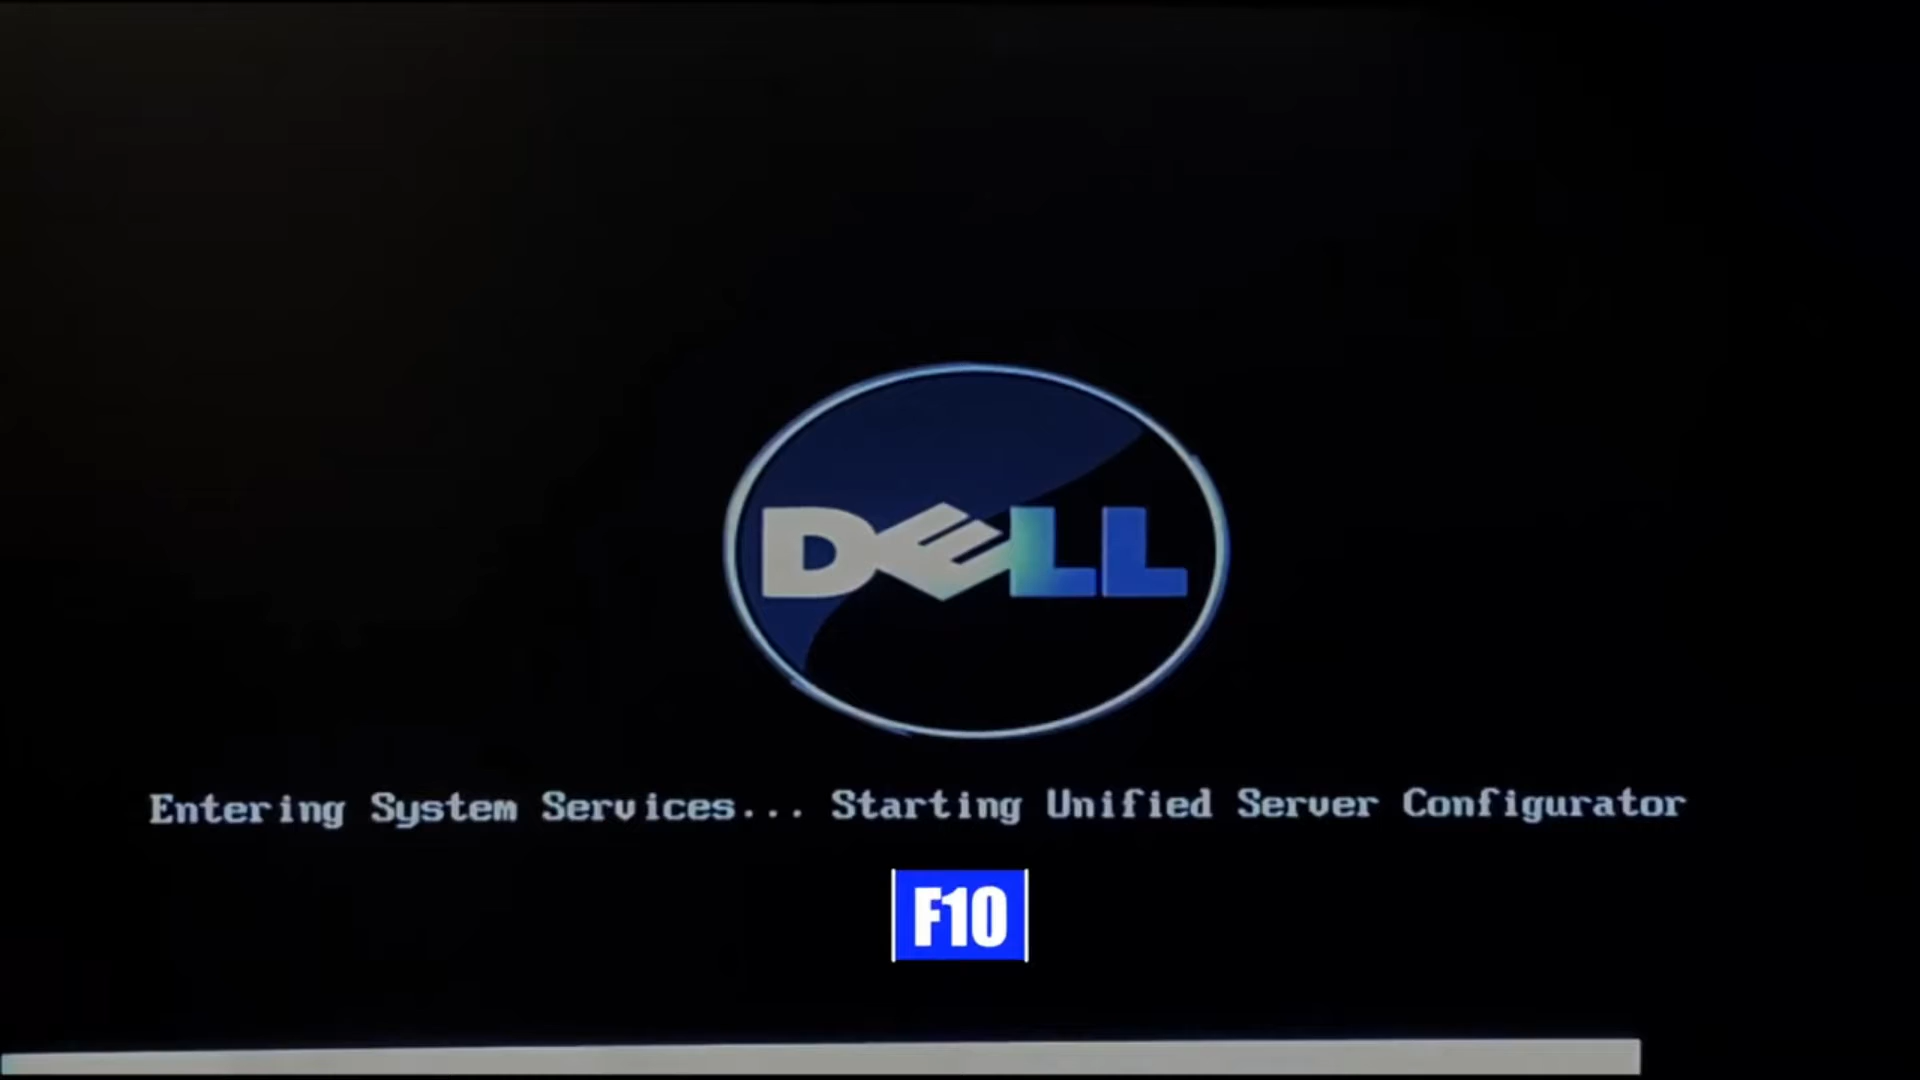 DELL
Entering System Services... Starting Unified Server Configurator
F10